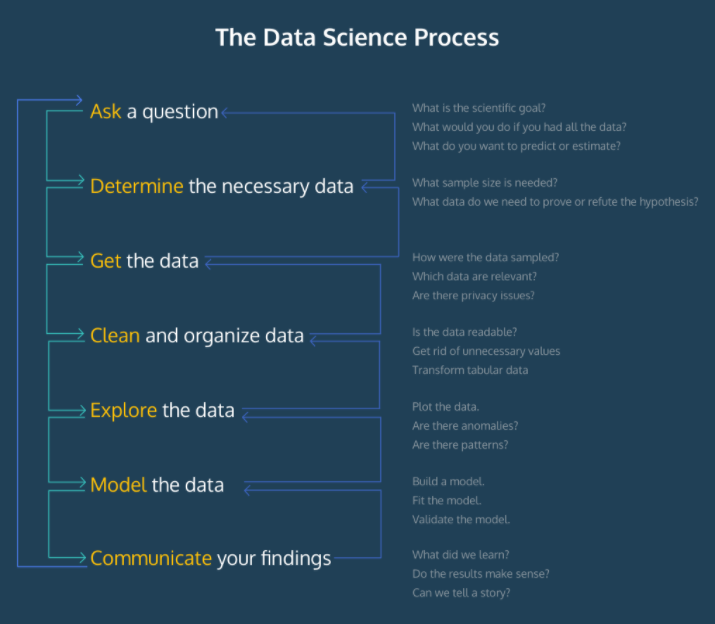 The Data Science Process
Ask a question
What is the scientific goal?
What would you do if you had all the data?
What do you want to predict or estimate?
Determine the necessary data
What sample size is needed?
What data do we need to prove or refute the hypothesis?
Get the data
How were the data sampled?
Which data are relevant?
Are there privacy issues?
Clean and organize data
Is the data readable?
Get rid of unnecessary values
Transform tabular data
Explore the data
Plot the data.
Are there anomalies?
Are there patterns?
Model the data
Build a model.
Fit the model.
Validate the model.
Communicate your findings
What did we learn?
Do the results make sense?
Can we tell a story?